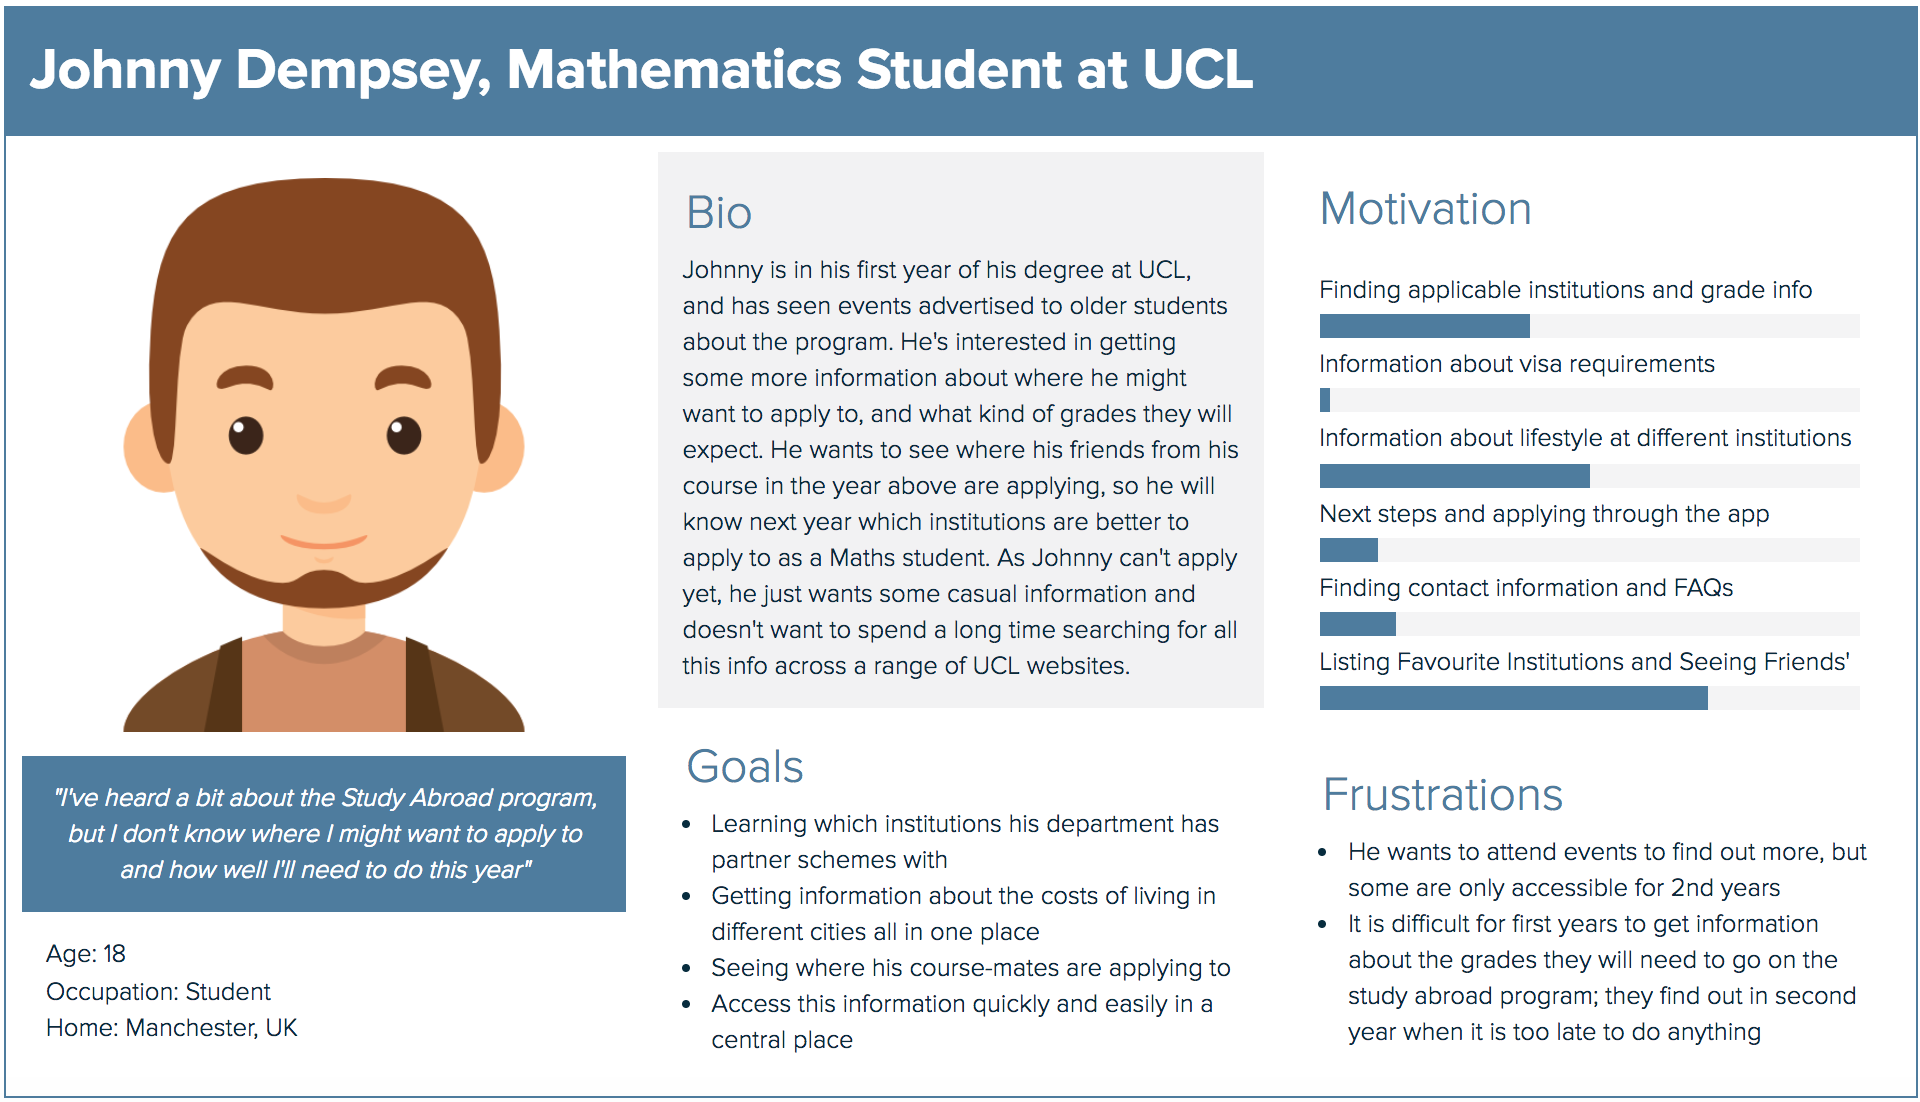 Johnny Dempsey, Mathematics Student at UCL
"I've heard a bit about the Study Abroad program,
but I don't know where I might want to apply to
and how well I'll need to do this year"
Age: 18
Occupation: Student
Home: Manchester, UK
Bio
Johnny is in his first year of his degree at UCL,
and has seen events advertised to older students
about the program. He's interested in getting
some more information about where he might
want to apply to, and what kind of grades they will
expect. He wants to see where his friends from his
course in the year above are applying, so he will
know next year which institutions are better to
apply to as a Maths student. As Johnny can't apply
yet, he just wants some casual information and
doesn't want to spend a long time searching for all
this info across a range of UCL websites.
Goals
• Learning which institutions his department has
partner schemes with
• Getting information about the costs of living in
different cities all in one place
• Seeing where his course-mates are applying to
• Access this information quickly and easily in a
central place
Motivation
Finding applicable institutions and grade info
Information about visa requirements
Information about lifestyle at different institutions
Next steps and applying through the app
Finding contact information and FAQs
Listing Favourite Institutions and Seeing Friends'
Frustrations
• He wants to attend events to find out more, but
some are only accessible for 2nd years
• It is difficult for first years to get information
about the grades they will need to go on the
study abroad program; they find out in second
year when it is too late to do anything